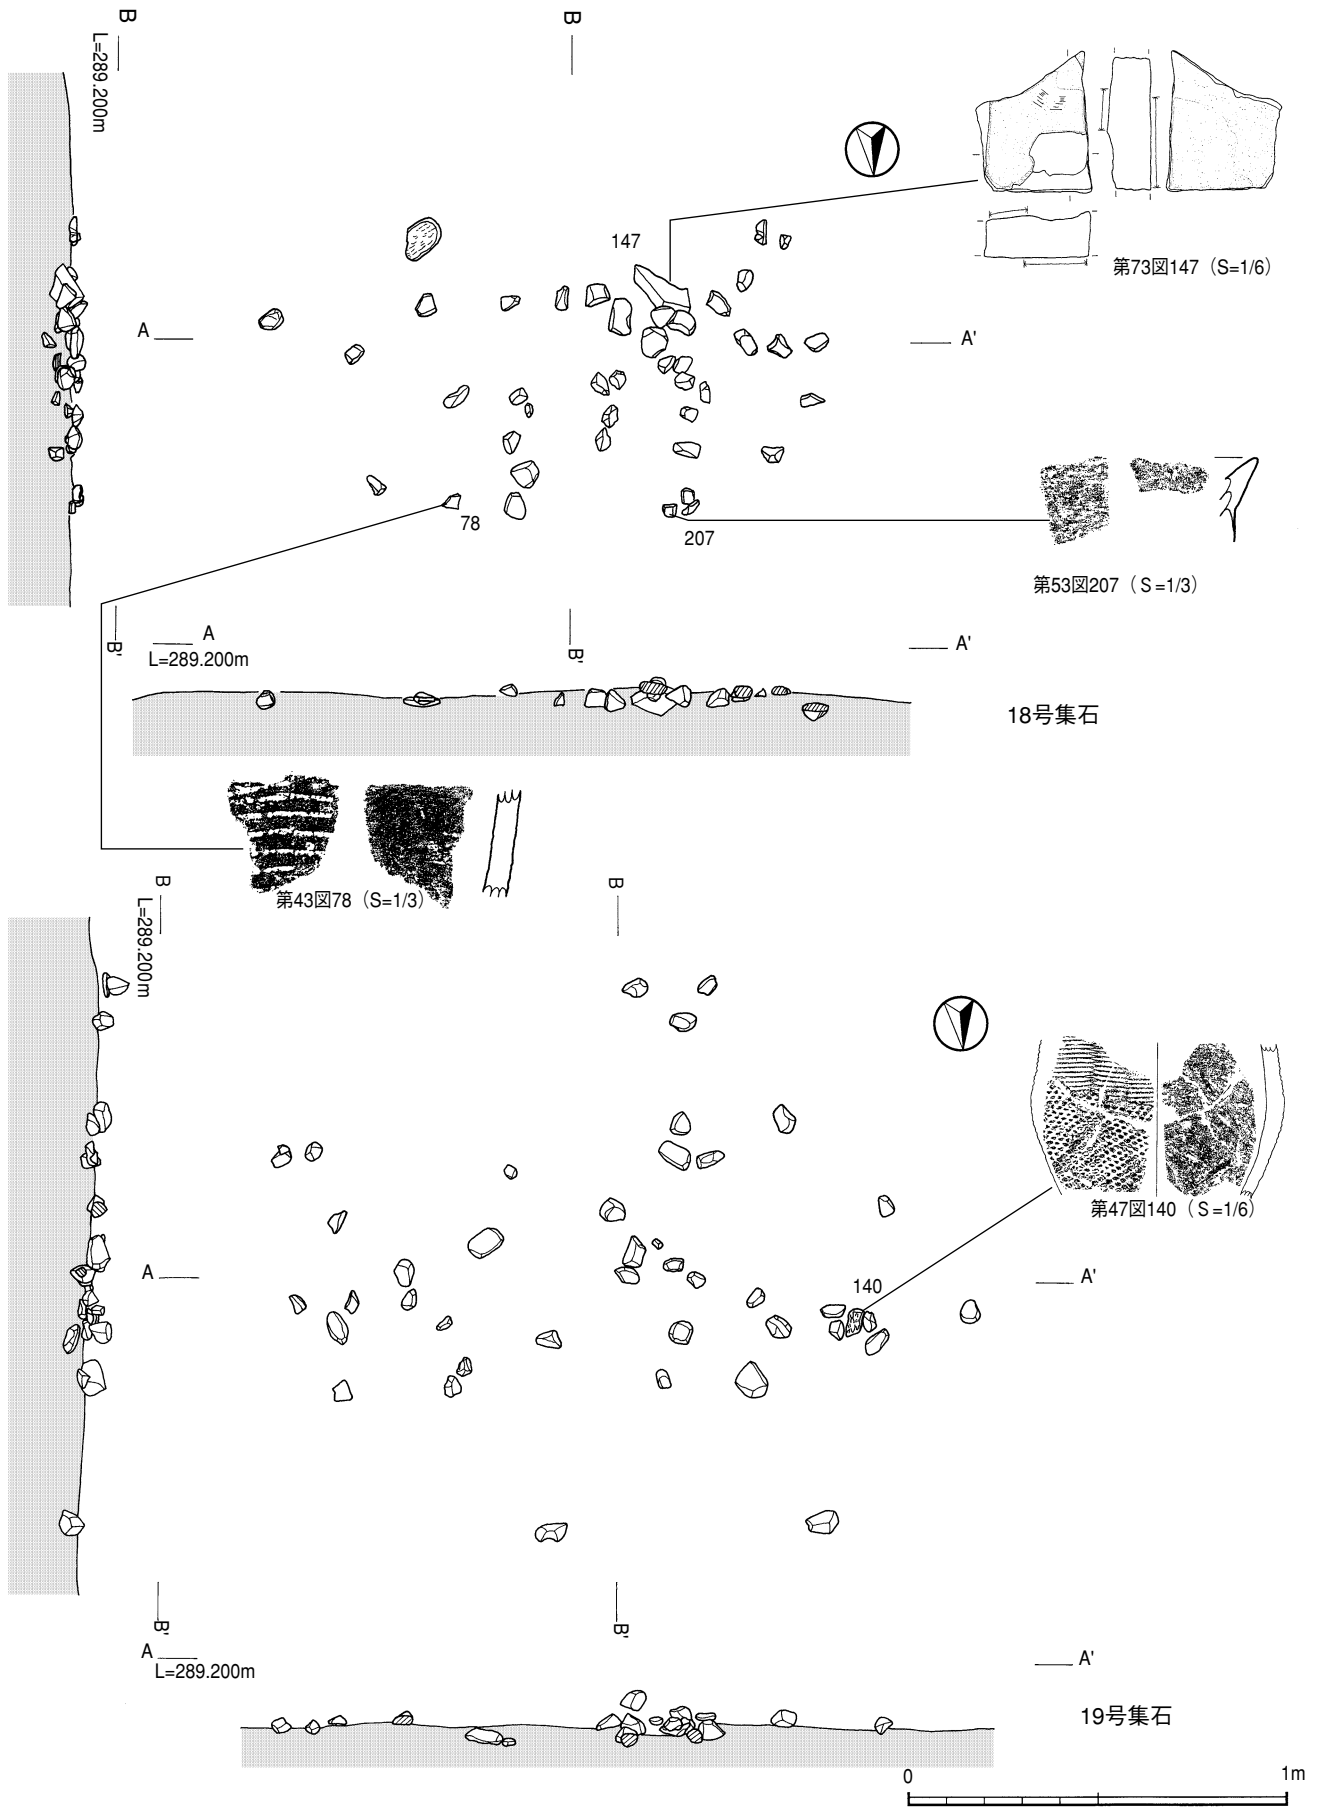 B
L=289.200m
B
147
第73図147（S=1/6）
A
A'
78
207
第53図207（S=1/3）
B'
A
L=289.200m
B'
A'
18号集石
第43図78（S=1/3）
B
L=289.200m
B
第47図140（S=1/6）
A
140
A'
B'
B'
A
L=289.200m
A'
19号集石
0
1m